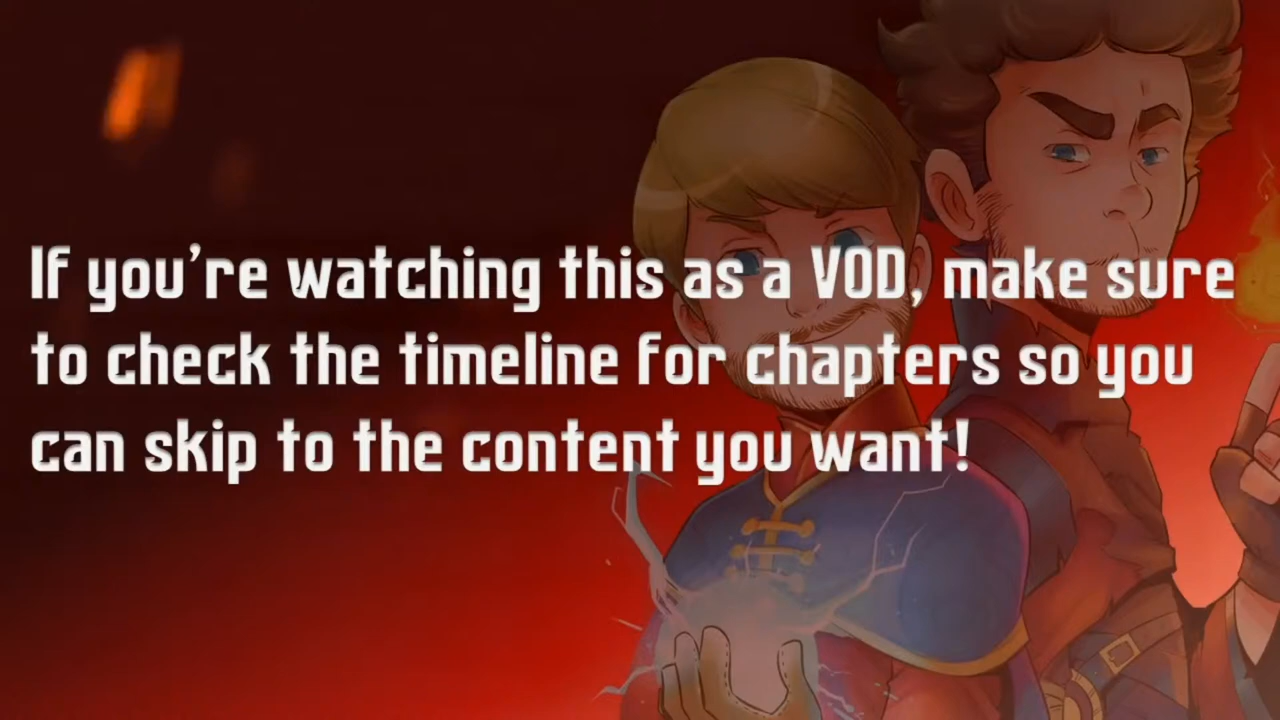 If you're watching this as a VOD, make sure
to check the timeline for chapters so you
can skip to the content you want!